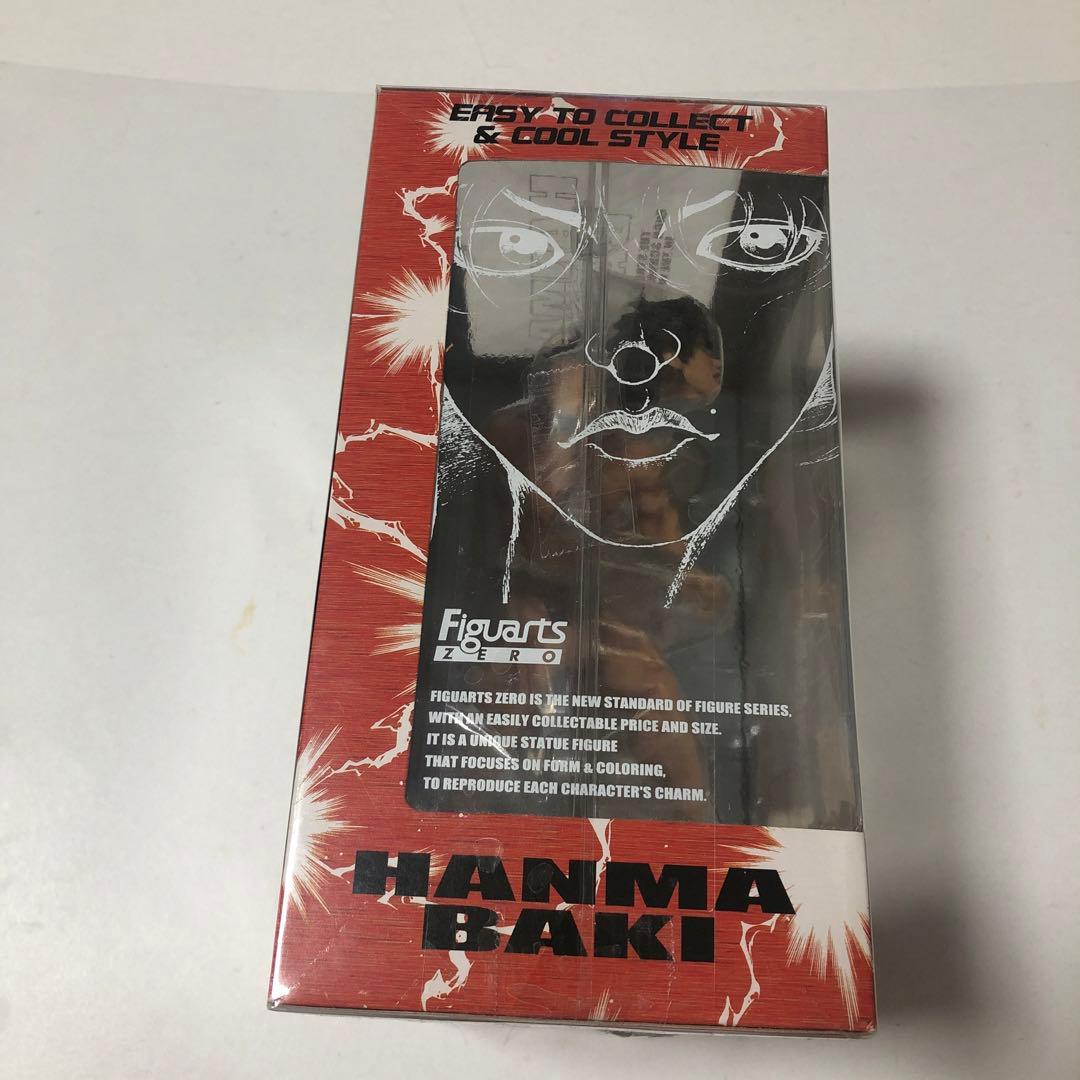 EASY TO COLLECT
& COOL STYLE
Figuarts
ZERO
FIGUARTS ZERO IS THE NEW STANDARD OF FIGURE SERIES,
WITH AN EASILY COLLECTABLE PRICE AND SIZE.
IT IS A UNIQUE STATUE FIGURE
THAT FOCUSES ON FORM & COLORING,
TO REPRODUCE EACH CHARACTER'S CHARM.
HANMA
BAKI